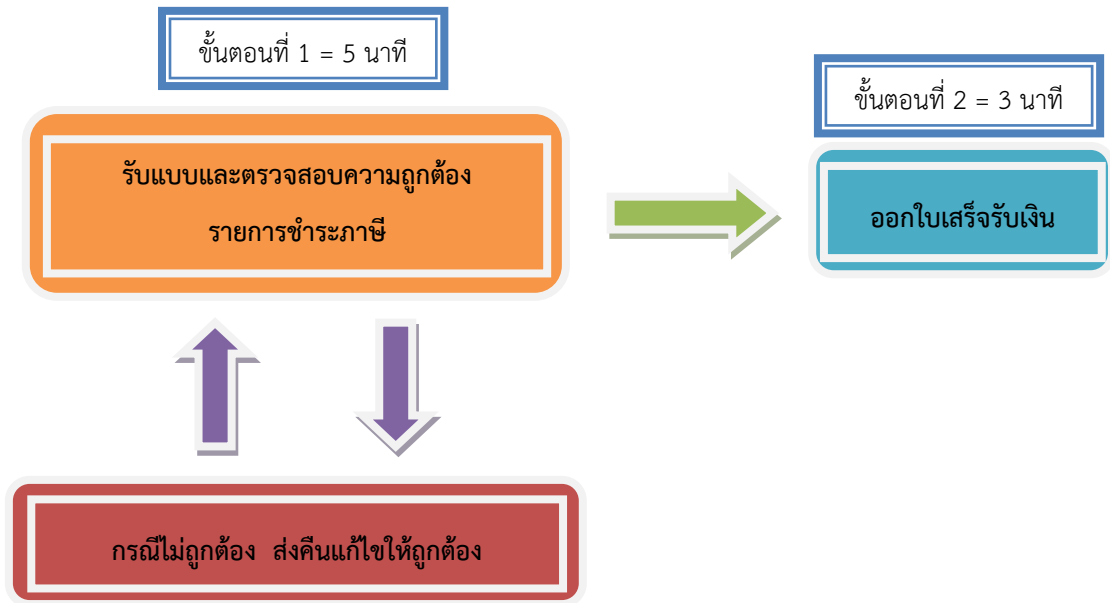 ขั้นตอนที่ 1 = 5 นาที
รับแบบและตรวจสอบความถูกต้อง
รายการชำระภาษี
ขั้นตอนที่ 2 = 3 นาที
ออกใบเสร็จรับเงิน
กรณีไม่ถูกต้อง ส่งคืนแก้ไขให้ถูกต้อง